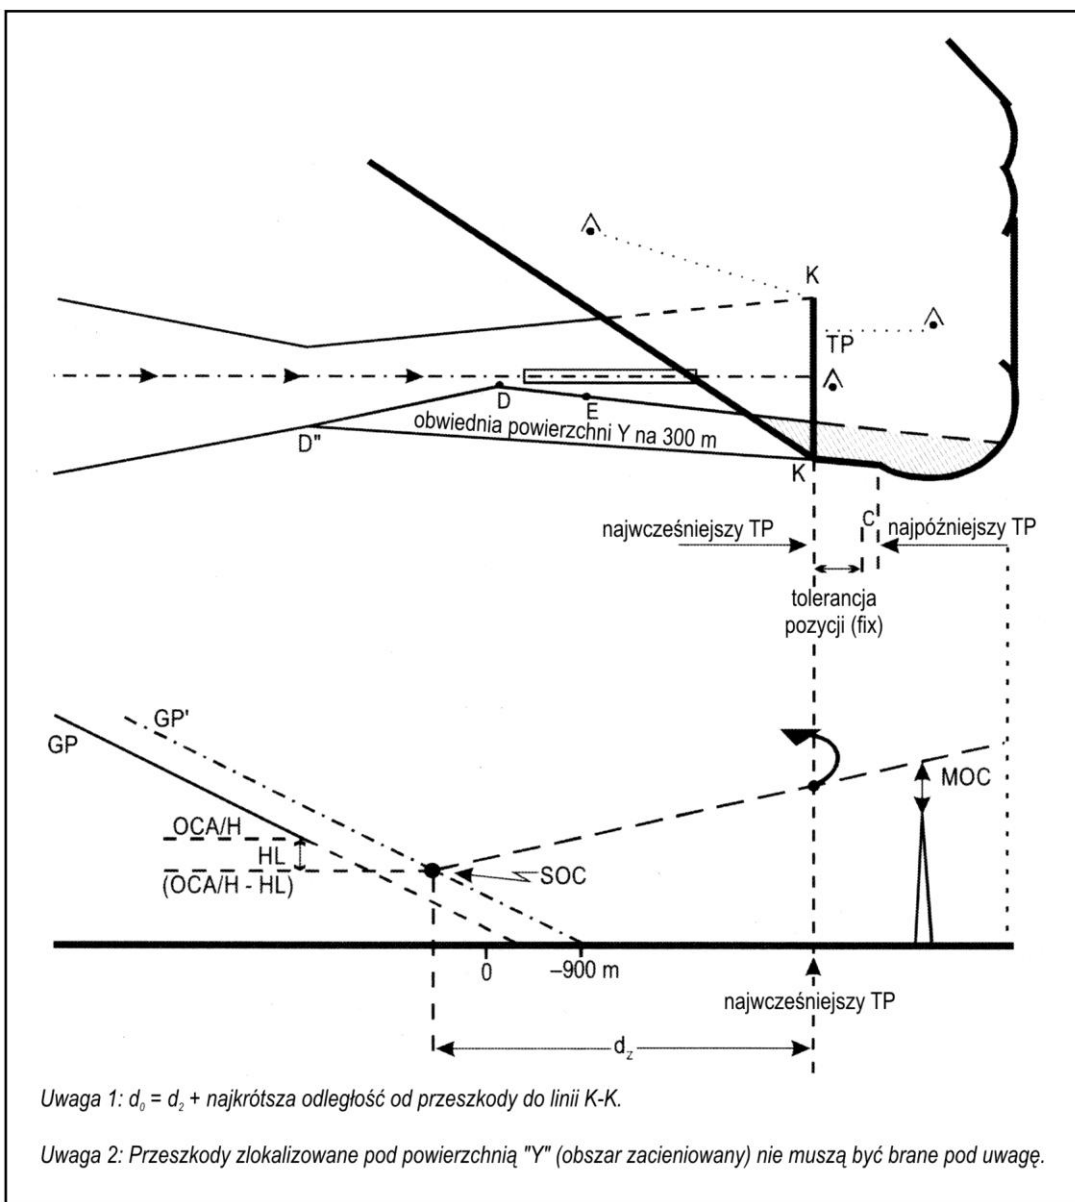 K
TP
D
E
obwiednia powierzchni Y na 300 m
D"
K
C
najwcześniejszy TP
najpóźniejszy TP
tolerancja
pozycji (fix)
GP'
GP
MOC
OCA/H
HL
SOC
(OCA/H - HL)
0
–900 m
najwcześniejszy TP
dz
Uwaga 1: d₀ = d₂ + najkrótsza odległość od przeszkody do linii K-K.
Uwaga 2: Przeszkody zlokalizowane pod powierzchnią "Y" (obszar zacieniowany) nie muszą być brane pod uwagę.